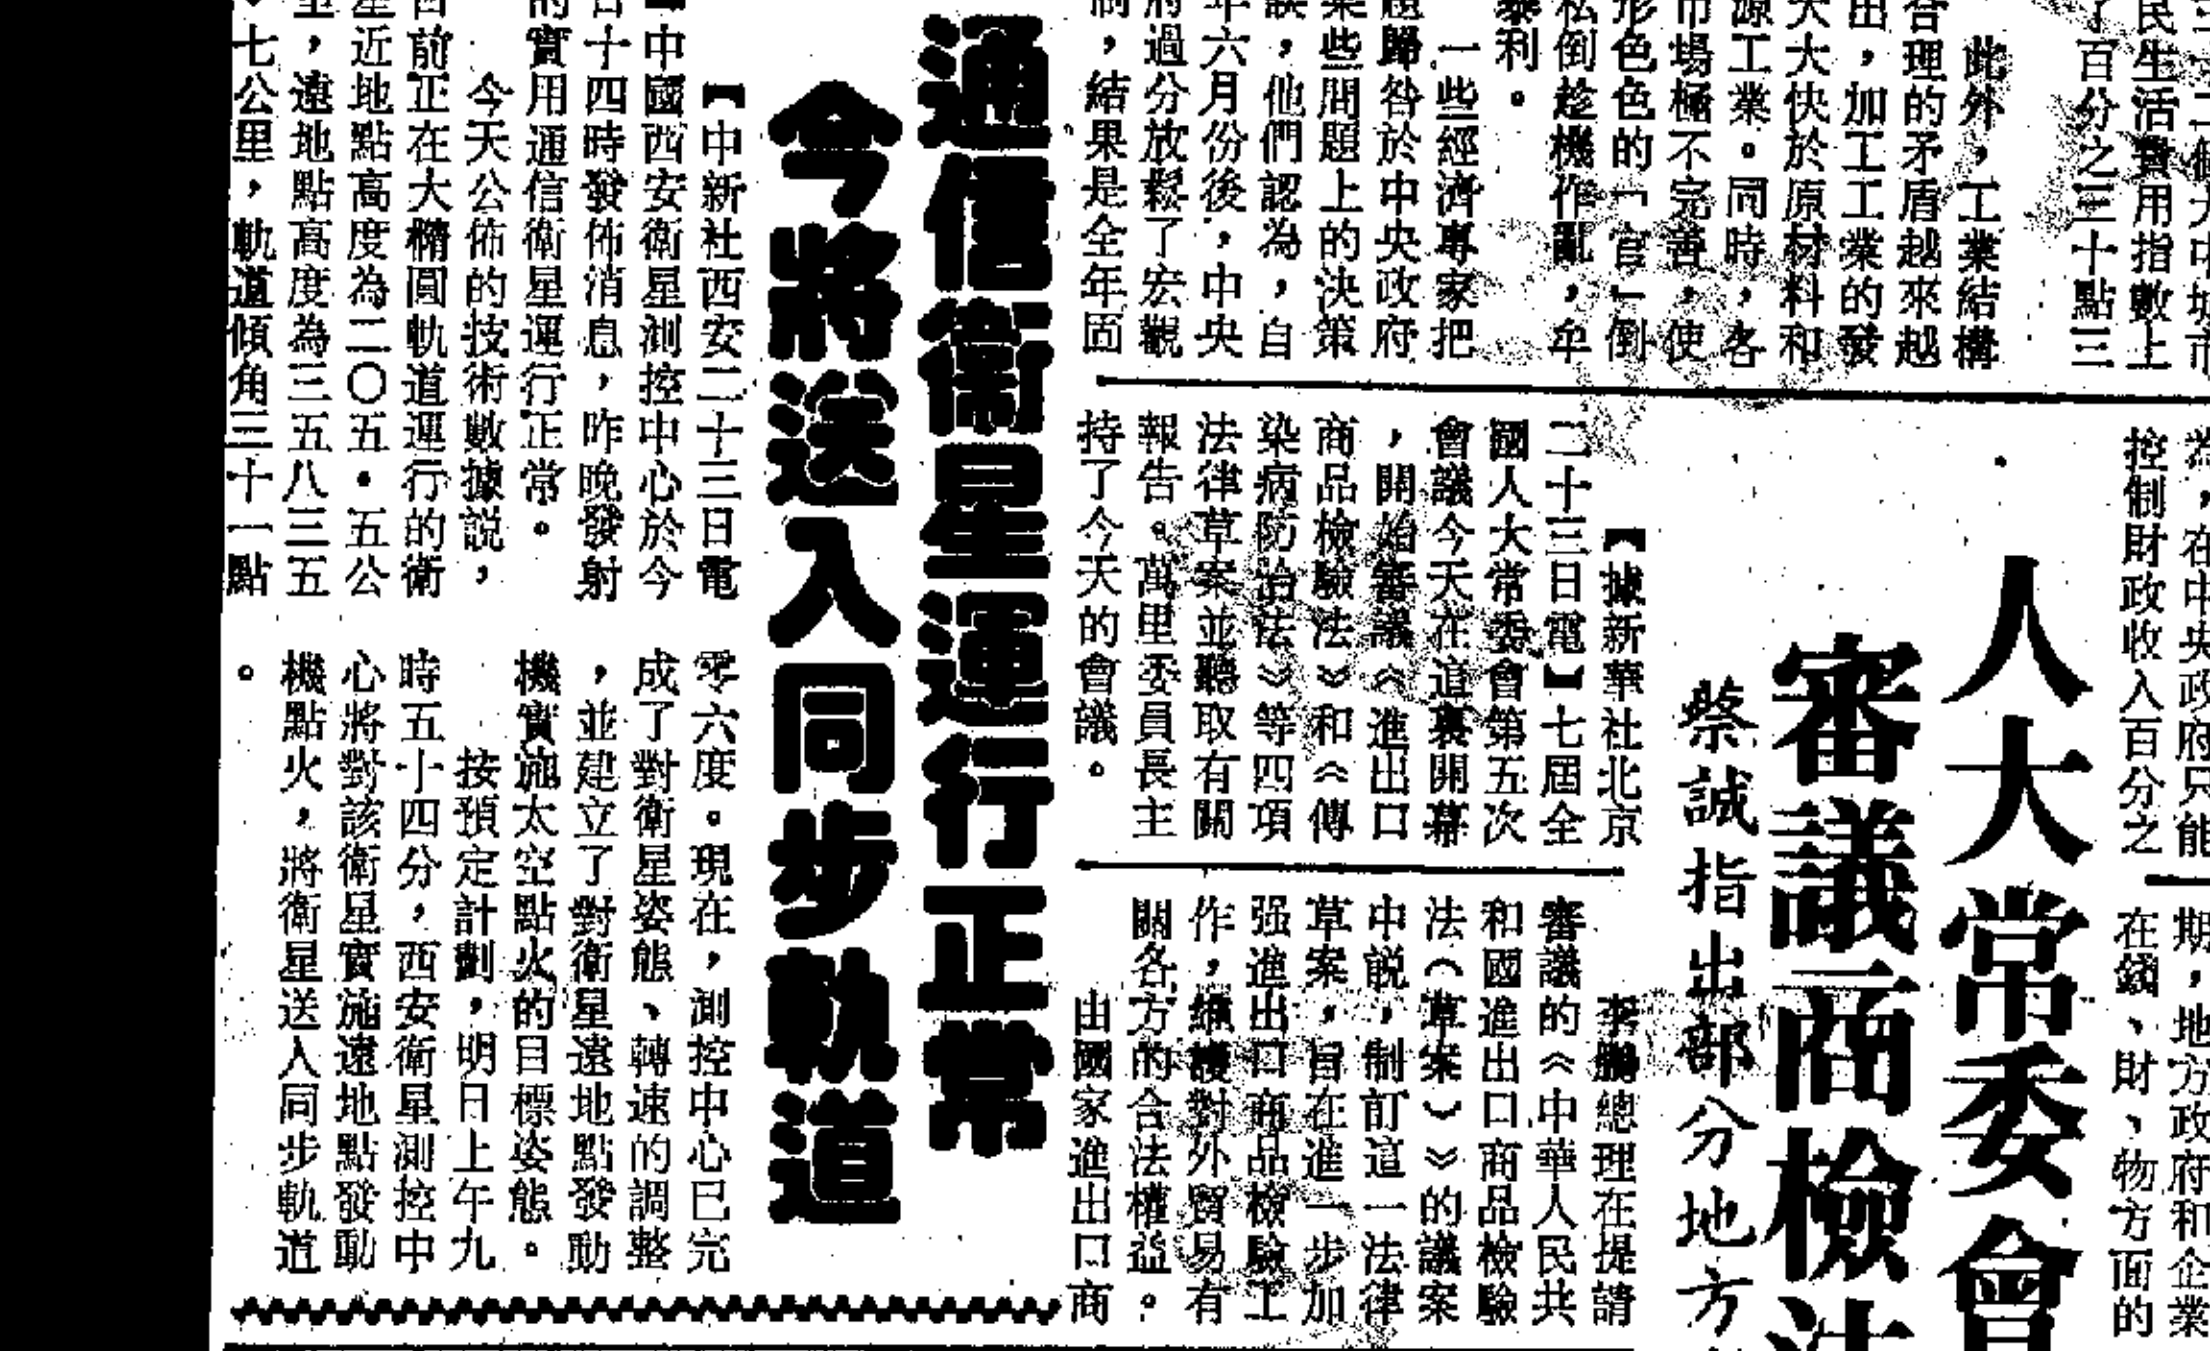 三二個大中城市
民生活費用指數上
了百分之三十點三
此外，工業結構
合理的矛盾越來越
出，加工工業的發
大大快於原材料和
源工業。同時，各
市場極不完善，使
形色色的「官」倒
私倒趁機作亂，牟
暴利。
一些經濟專家把
題歸咎於中央政府
某些問題上的決策
誤，他們認為，自
年六月份後，中央
將過分放鬆了宏觀
制，結果是全年固
為，在中央政府只能
控制財政收入百分之
期，地方政府和企業
在錢、財、物方面的
人大常委會
審議商檢法
蔡誠指出部分地方
【據新華社北京
二十三日電】七屆全
國人大常委會第五次
會議今天在這裏開幕
，開始審議《進出口
商品檢驗法》和《傳
染病防治法》等四項
法律草案並聽取有關
報告。萬里委員長主
持了今天的會議。
李鵬總理在提請
審議的《中華人民共
和國進出口商品檢驗
法（草案）》的議案
中說，制訂這一法律
草案，旨在進一步加
强進出口商品檢驗工
作，維護對外貿易有
關各方的合法權益。
由國家進出口商
通信衛星運行正常
今將送入同步軌道
【中新社西安二十三日電
】中國西安衛星測控中心於今
日十四時發佈消息，昨晚發射
的實用通信衛星運行正常。
今天公佈的技術數據説，
目前正在大橢圓軌道運行的衛
星近地點高度為二〇五・五公
里，遠地點高度為三五八三五
・七公里，軌道傾角三十一點
零六度。現在，測控中心已完
成了對衛星姿態、轉速的調整
，並建立了對衛星遠地點發動
機實施太空點火的目標姿態。
按預定計劃，明日上午九
時五十四分，西安衛星測控中
心將對該衛星實施遠地點發動
機點火，將衛星送入同步軌道
。